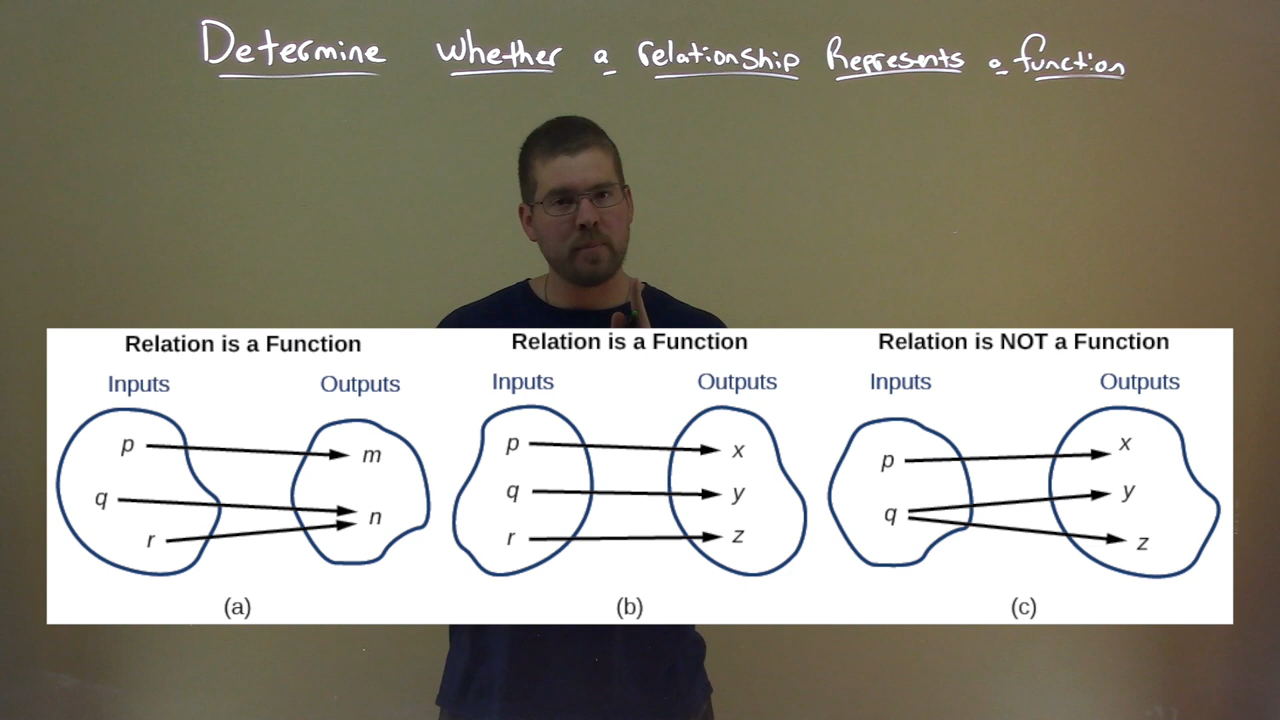 Determine whether a relationship Represents a function
Relation is a Function
Inputs Outputs
p m
q n
r
(a)
Relation is a Function
Inputs Outputs
p x
q y
r z
(b)
Relation is NOT a Function
Inputs Outputs
p x
q y
z
(c)